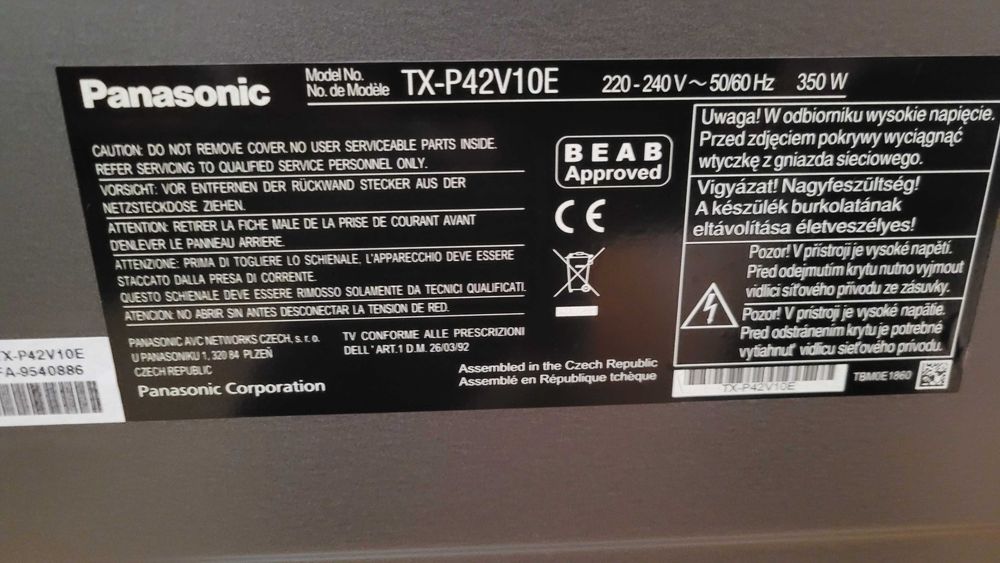 Panasonic
Model No.
No. de Modèle
TX-P42V10E
220 - 240 V ~ 50/60 Hz 350 W
CAUTION: DO NOT REMOVE COVER. NO USER SERVICEABLE PARTS INSIDE.
REFER SERVICING TO QUALIFIED SERVICE PERSONNEL ONLY.
VORSICHT: VOR ENTFERNEN DER RÜCKWAND STECKER AUS DER
NETZSTECKDOSE ZIEHEN.
ATTENTION: RETIRER LA FICHE MALE DE LA PRISE DE COURANT AVANT
D'ENLEVER LE PANNEAU ARRIERE.
ATTENZIONE: PRIMA DI TOGLIERE LO SCHIENALE, L'APPARECCHIO DEVE ESSERE
STACCATO DALLA PRESA DI CORRENTE.
QUESTO SCHIENALE DEVE ESSERE RIMOSSO SOLAMENTE DA TECNICI QUALIFICATI.
ATENCION: NO ABRIR SIN ANTES DESCONECTAR LA TENSION DE RED.
PANASONIC AVC NETWORKS CZECH, s. r. o.
U PANASONIKU 1, 320 84 PLZEŇ
CZECH REPUBLIC
TV CONFORME ALLE PRESCRIZIONI
DELL 'ART.1 D.M. 26/03/92
Panasonic Corporation
Assembled in the Czech Republic
Assemblé en République tchèque
BEAB
Approved
CE
Uwaga! W odbiorniku wysokie napięcie.
Przed zdjęciem pokrywy wyciągnąć
wtyczkę z gniazda sieciowego.
Vigyázat! Nagyfeszültség!
A készülék burkolatának
eltávolítása életveszélyes!
Pozor! V přístroji je vysoké napětí.
Před odejmutím krytu nutno vyjmout
vidlici síťového přívodu ze zásuvky.
Pozor! V prístroji je vysoké napätie.
Pred odstránením krytu je potrebné
vytiahnuť vidlicu sieťového prívodu.
TX-P42V10E
TBM0E1860
TX-P42V10E
FA-9540886